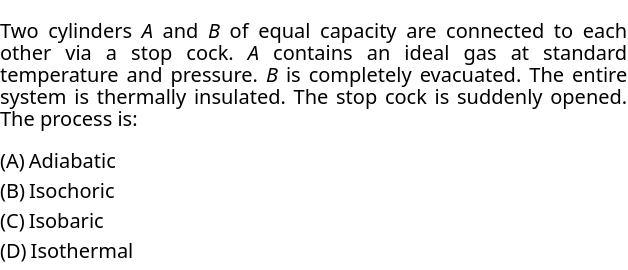 Two cylinders A and B of equal capacity are connected to each
other via a stop cock. A contains an ideal gas at standard
temperature and pressure. B is completely evacuated. The entire
system is thermally insulated. The stop cock is suddenly opened.
The process is:
(A) Adiabatic
(B) Isochoric
(C) Isobaric
(D) Isothermal